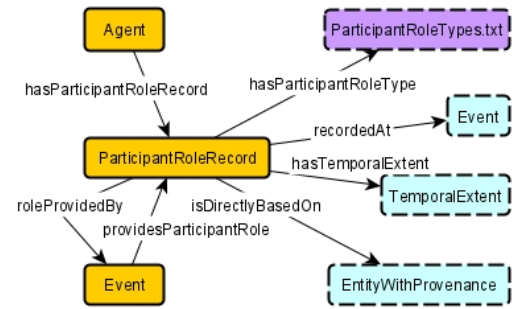 Agent
ParticipantRoleTypes.txt
hasParticipantRoleRecord
hasParticipantRoleType
Event
recordedAt
ParticipantRoleRecord
hasTemporalExtent
TemporalExtent
roleProvidedBy
isDirectlyBasedOn
providesParticipantRole
Event
EntityWithProvenance